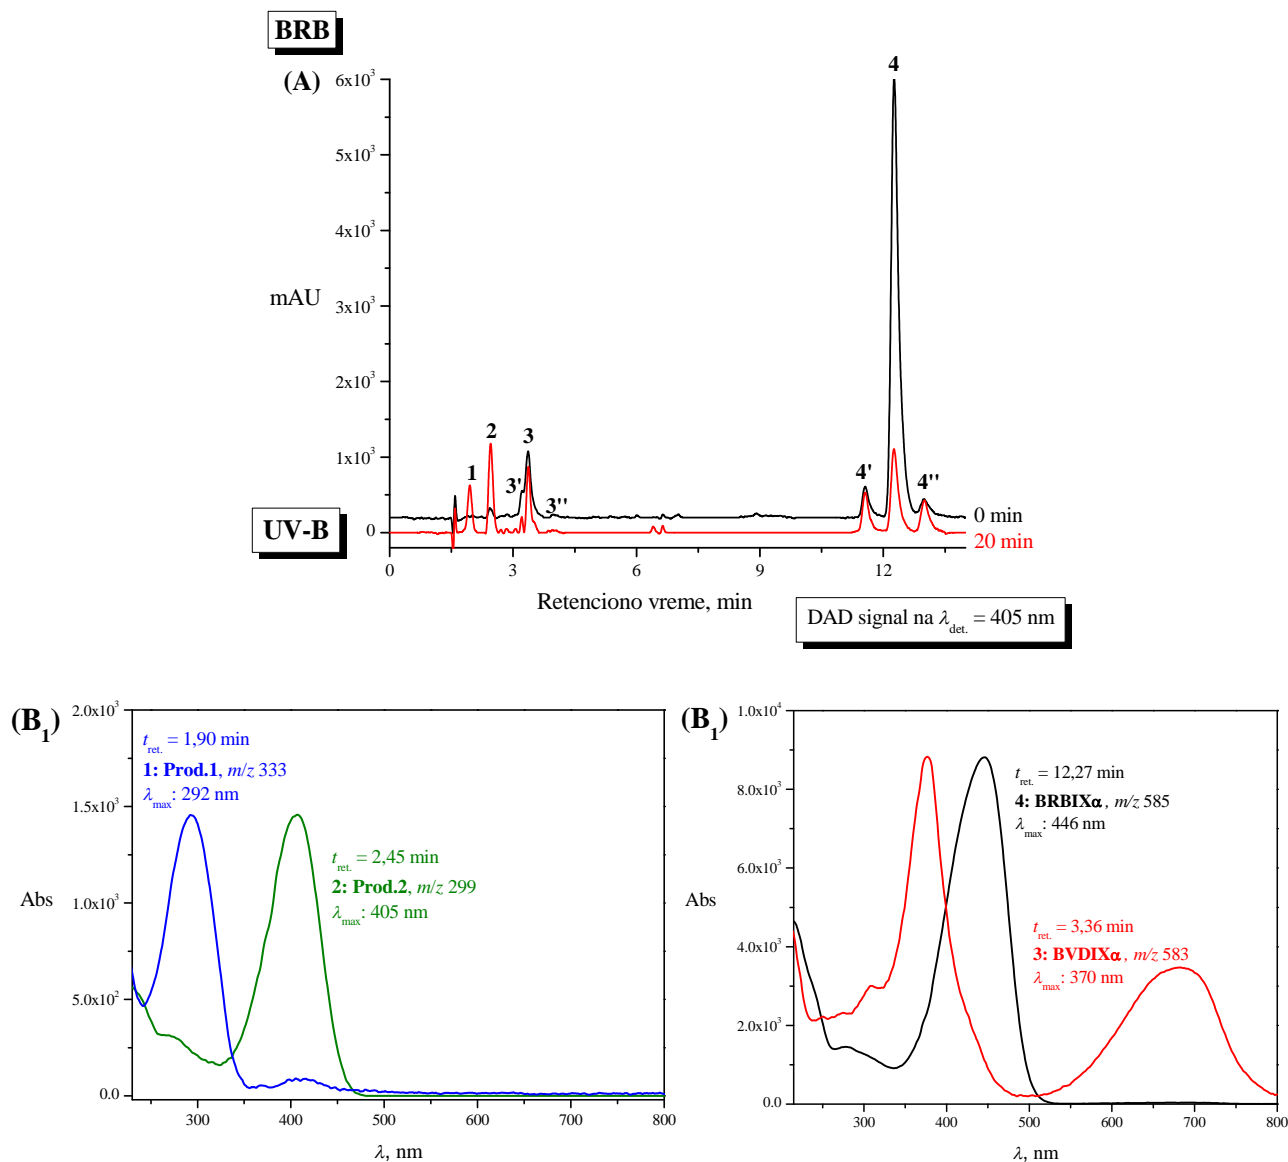 BRB
(A)
6x10³
5x10³
4x10³
3x10³
2x10³
1x10³
0
mAU
UV-B
1
2
3'
3
3''
4'
4
4''
0 min
20 min
0
3
6
9
12
Retenciono vreme, min
DAD signal na λdet. = 405 nm
(B₁)
2.0x10³
1.5x10³
1.0x10³
5.0x10²
0.0
Abs
tret. = 1,90 min
1: Prod.1, m/z 333
λmax: 292 nm
tret. = 2,45 min
2: Prod.2, m/z 299
λmax: 405 nm
300
400
500
600
700
800
λ, nm
(B₁)
1.0x10⁴
8.0x10³
6.0x10³
4.0x10³
2.0x10³
0.0
Abs
tret. = 12,27 min
4: BRBIXα, m/z 585
λmax: 446 nm
tret. = 3,36 min
3: BVDIXα, m/z 583
λmax: 370 nm
300
400
500
600
700
800
λ, nm